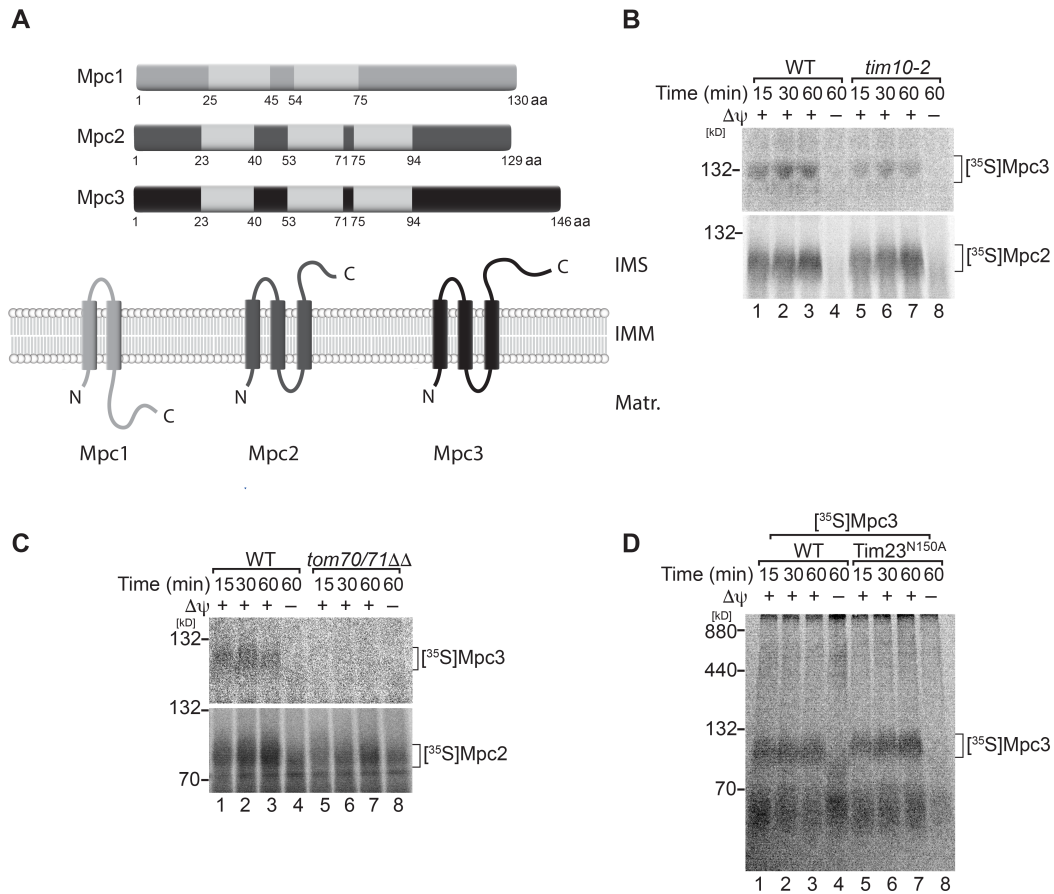 A
Mpc1
1 25 45 54 75 130 aa
Mpc2
1 23 40 53 71 75 94 129 aa
Mpc3
1 23 40 53 71 75 94 146 aa
C C IMS
IMM
N C N N Matr.
Mpc1 Mpc2 Mpc3
B
WT tim10-2
Time (min) 15 30 60 60 15 30 60 60
Δψ + + + – + + + –
[kD]
132 [³⁵S]Mpc3
132
[³⁵S]Mpc2
1 2 3 4 5 6 7 8
C
WT tom70/71ΔΔ
Time (min) 15 30 60 60 15 30 60 60
Δψ + + + – + + + –
[kD]
132
[³⁵S]Mpc3
132
[³⁵S]Mpc2
70
1 2 3 4 5 6 7 8
D
[³⁵S]Mpc3
WT Tim23ᴺ¹⁵⁰ᴬ
Time (min) 15 30 60 60 15 30 60 60
Δψ + + + – + + + –
[kD]
880
440
132
[³⁵S]Mpc3
70
1 2 3 4 5 6 7 8